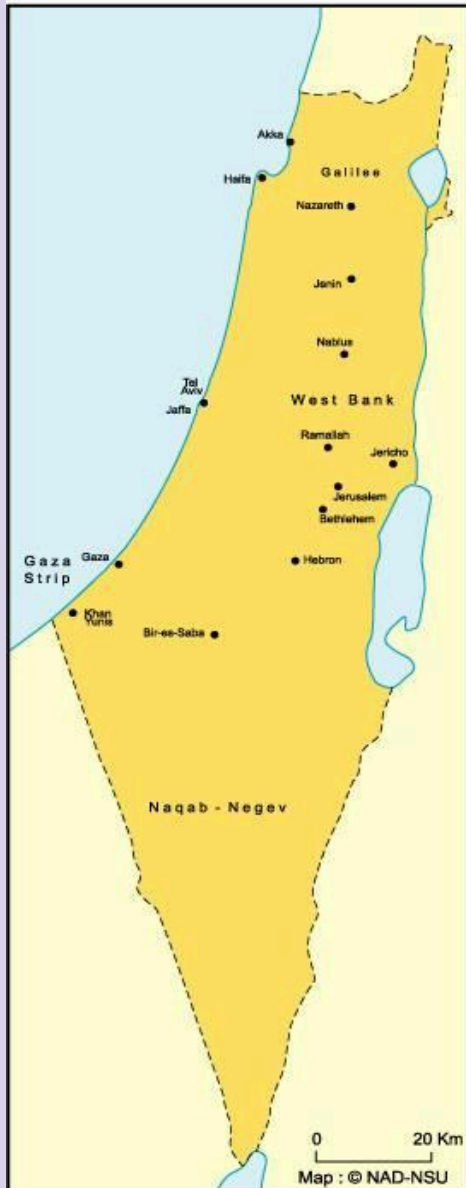 Akka
Haifa
Galilee
Nazareth
Jenin
Nablus
Tel
Aviv
Jaffa
West Bank
Ramallah
Jericho
Jerusalem
Bethlehem
Gaza
Strip
Gaza
Hebron
Khan
Yunis
Bir-es-Saba
Naqab - Negev
0 20 Km
Map : © NAD-NSU